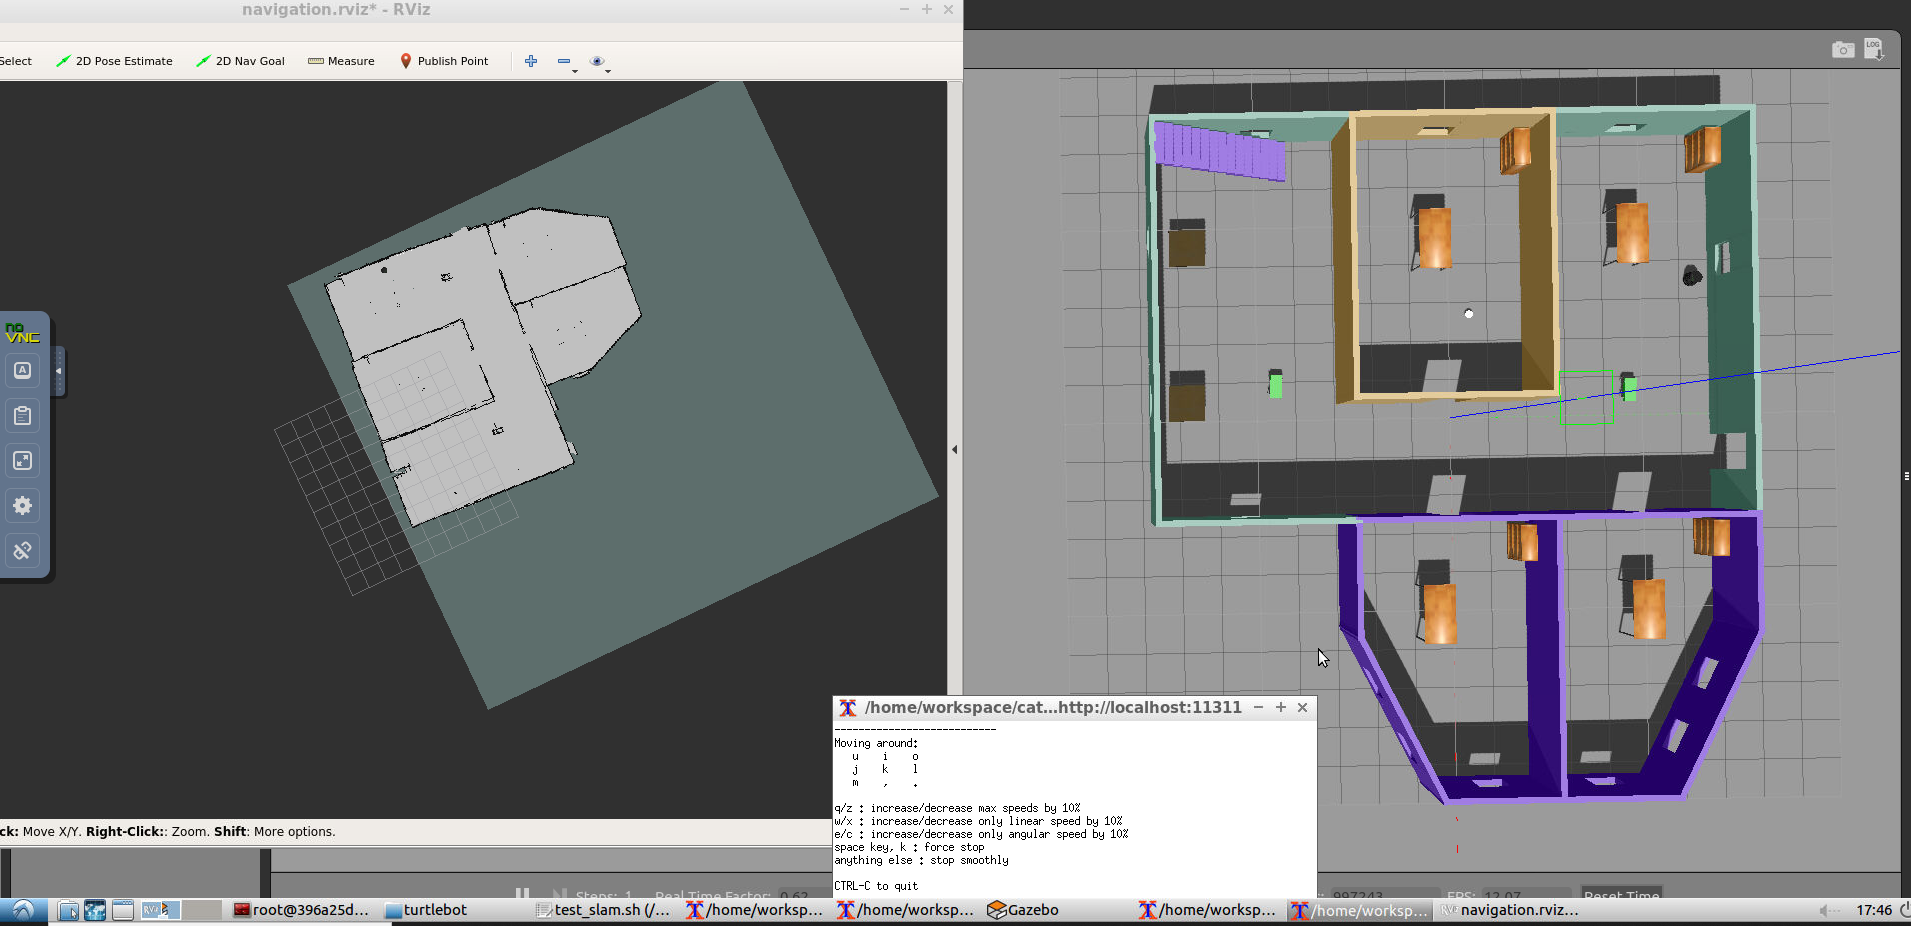 navigation.rviz* - RViz
Select 2D Pose Estimate 2D Nav Goal Measure Publish Point
LOG
no
VNC
A
/home/workspace/cat...http://localhost:11311
---------------------------
Moving around:
u i o
j k l
m , .
q/z : increase/decrease max speeds by 10%
w/x : increase/decrease only linear speed by 10%
e/c : increase/decrease only angular speed by 10%
space key, k : force stop
anything else : stop smoothly
CTRL-C to quit
ck: Move X/Y. Right-Click:: Zoom. Shift: More options.
Steps: 1 Real Time Factor: 0.62 997243 FPS: 12.07 Reset Time
RViz root@396a25d... turtlebot test_slam.sh (/... /home/worksp... /home/worksp... Gazebo /home/worksp... /home/worksp... RViz navigation.rviz... 17:46